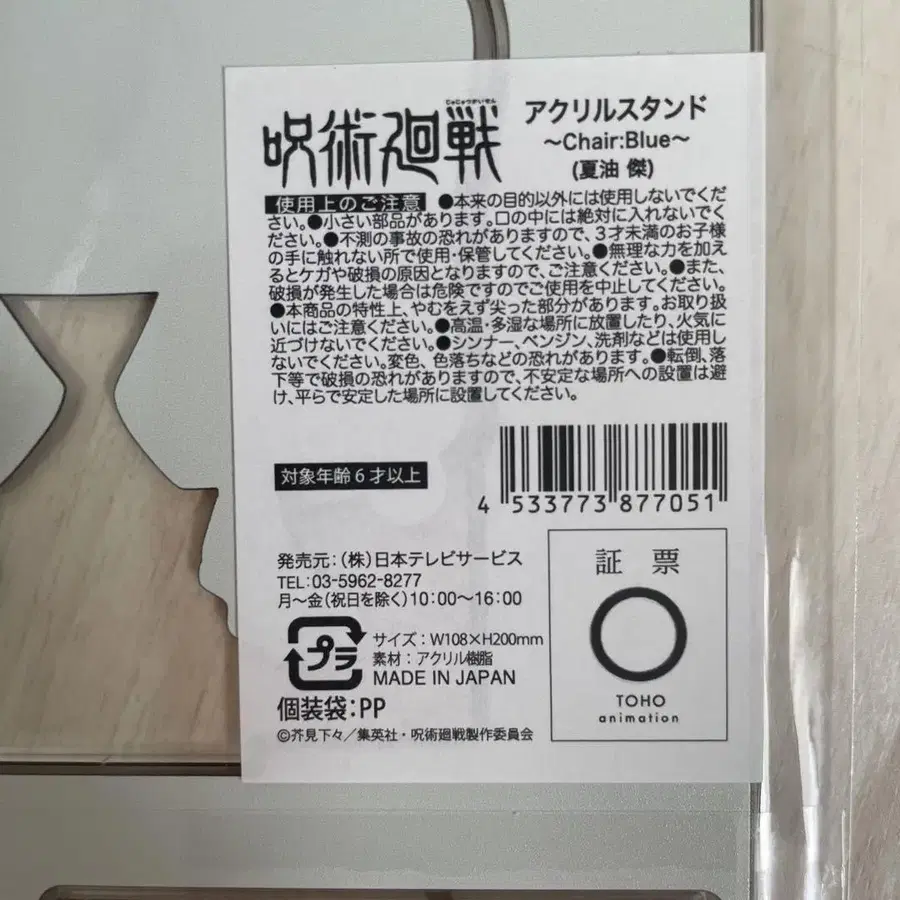 じゅじゅつかいせん
呪術廻戦
アクリルスタンド
～Chair:Blue～
(夏油 傑)
使用上のご注意 ●本来の目的以外には使用しないでくだ
さい。●小さい部品があります。口の中には絶対に入れないでく
ださい。●不測の事故の恐れがありますので、3才未満のお子様
の手に触れない所で使用・保管してください。●無理な力を加え
るとケガや破損の原因となりますので、ご注意ください。●また、
破損が発生した場合は危険ですのでご使用を中止してください。
●本商品の特性上、やむをえず尖った部分があります。お取り扱
いにはご注意ください。●高温・多湿な場所に放置したり、火気に
近づけないでください。●シンナー、ベンジン、洗剤などは使用し
ないでください。変色、色落ちなどの恐れがあります。●転倒、落
下等で破損の恐れがありますので、不安定な場所への設置は避
け、平らで安定した場所に設置してください。
対象年齢6才以上
4 533773 877051
発売元：(株)日本テレビサービス
TEL:03-5962-8277
月～金(祝日を除く)10:00～16:00
プラ
サイズ：W108×H200mm
素材：アクリル樹脂
MADE IN JAPAN
個装袋：PP
©芥見下々／集英社・呪術廻戦製作委員会
証票
TOHO
animation